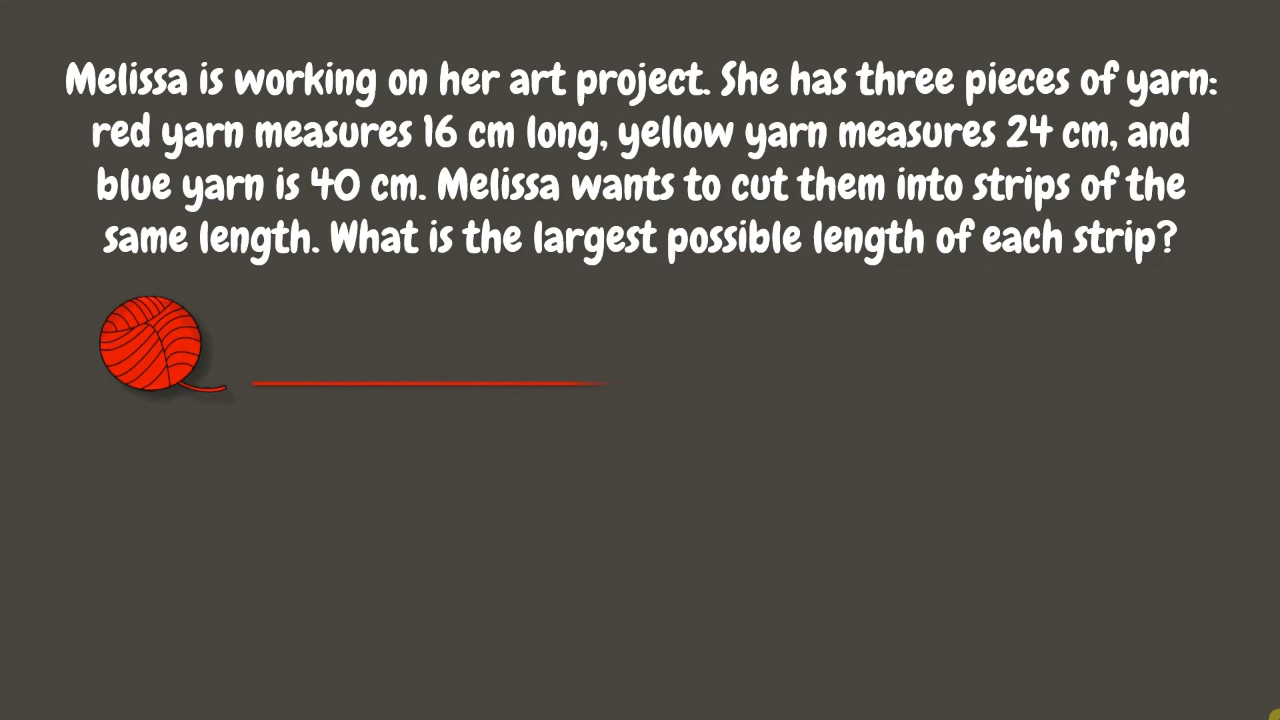 Melissa is working on her art project. She has three pieces of yarn:
red yarn measures 16 cm long, yellow yarn measures 24 cm, and
blue yarn is 40 cm. Melissa wants to cut them into strips of the
same length. What is the largest possible length of each strip?